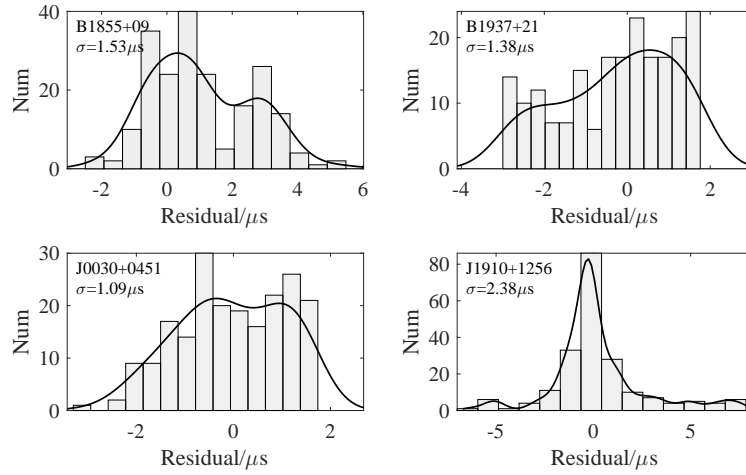 B1855+09
σ=1.53μs
40
20
0
Num
-2 0 2 4 6
Residual/μs
B1937+21
σ=1.38μs
20
10
0
Num
-4 -2 0 2
Residual/μs
J0030+0451
σ=1.09μs
30
20
10
0
Num
-2 0 2
Residual/μs
J1910+1256
σ=2.38μs
80
60
40
20
0
Num
-5 0 5
Residual/μs